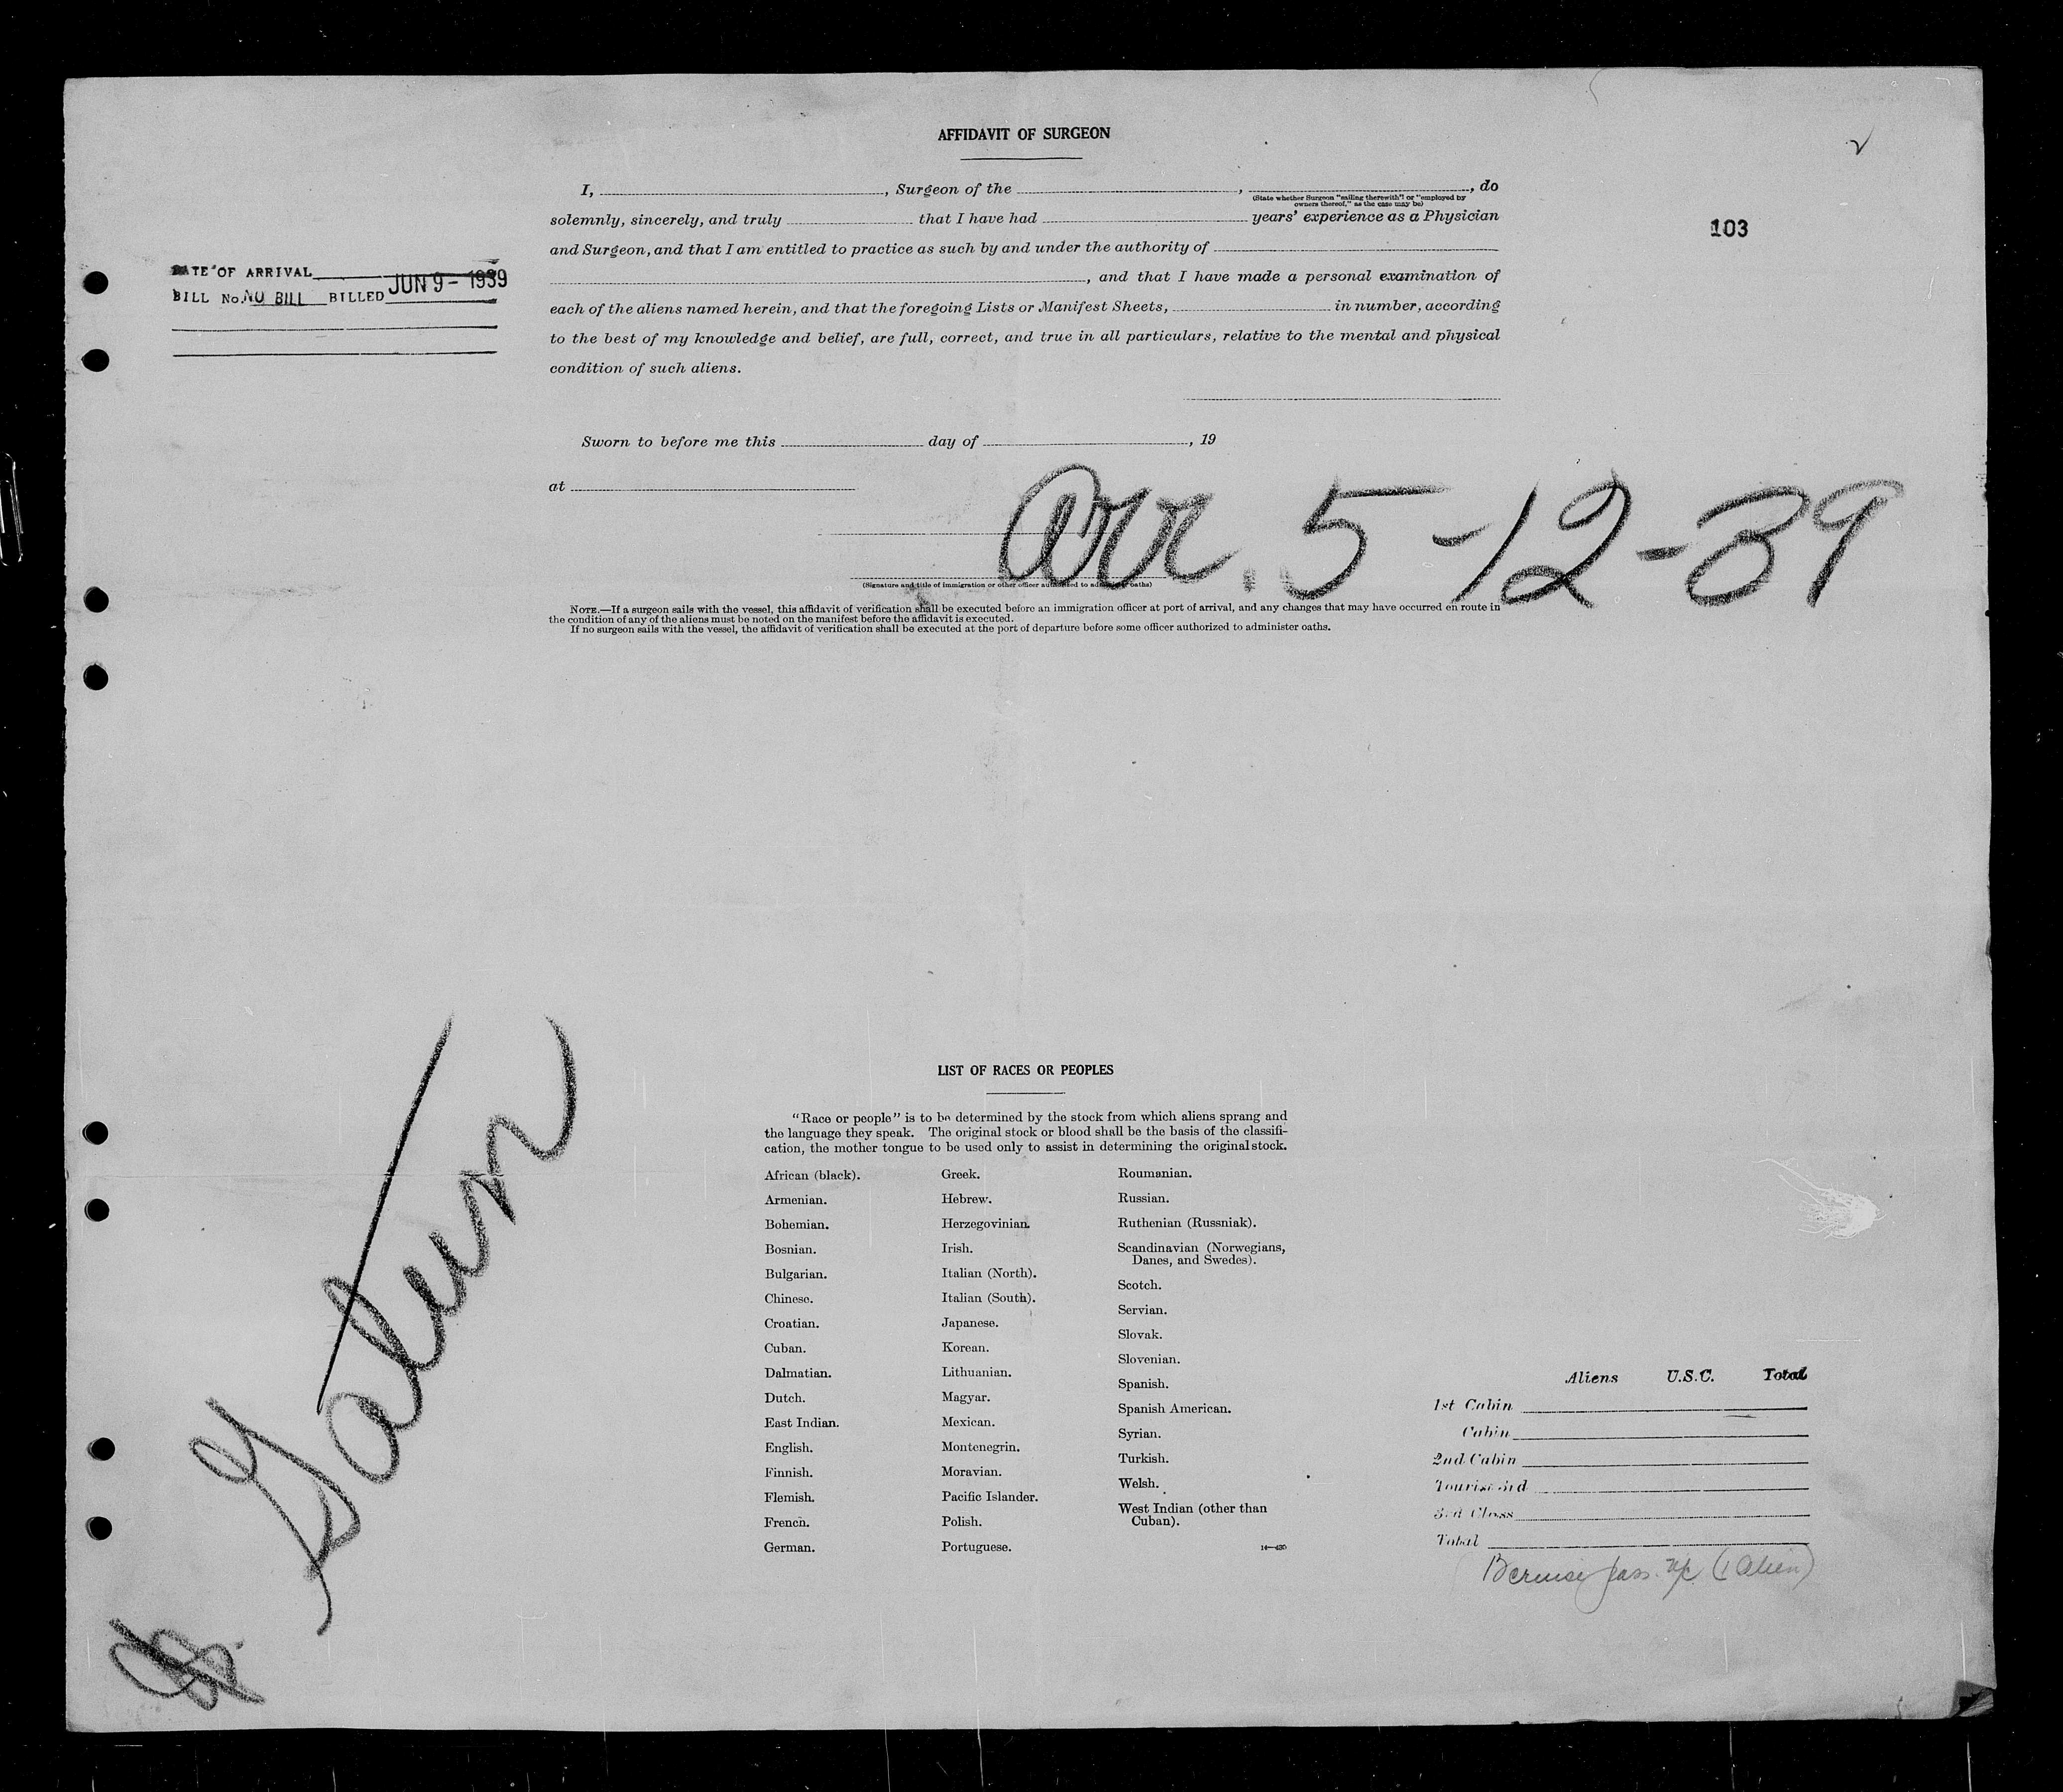 AFFIDAVIT OF SURGEON
I, , Surgeon of the , , do
(State whether Surgeon "sailing therewith" or "employed by
owners thereof," as the case may be)
solemnly, sincerely, and truly that I have had years' experience as a Physician
and Surgeon, and that I am entitled to practice as such by and under the authority of
, and that I have made a personal examination of
each of the aliens named herein, and that the foregoing Lists or Manifest Sheets, in number, according
to the best of my knowledge and belief, are full, correct, and true in all particulars, relative to the mental and physical
condition of such aliens.
103
DATE OF ARRIVAL
BILL No. NO BILL BILLED JUN 9 - 1939
Sworn to before me this day of , 19
at
Arr. 5-12-39
(Signature and title of immigration or other officer authorized to administer oaths)
NOTE.—If a surgeon sails with the vessel, this affidavit of verification shall be executed before an immigration officer at port of arrival, and any changes that may have occurred en route in
the condition of any of the aliens must be noted on the manifest before the affidavit is executed.
If no surgeon sails with the vessel, the affidavit of verification shall be executed at the port of departure before some officer authorized to administer oaths.
Gatun
LIST OF RACES OR PEOPLES
"Race or people" is to be determined by the stock from which aliens sprang and
the language they speak. The original stock or blood shall be the basis of the classifi-
cation, the mother tongue to be used only to assist in determining the original stock.
African (black).
Armenian.
Bohemian.
Bosnian.
Bulgarian.
Chinese.
Croatian.
Cuban.
Dalmatian.
Dutch.
East Indian.
English.
Finnish.
Flemish.
French.
German.
Greek.
Hebrew.
Herzegovinian.
Irish.
Italian (North).
Italian (South).
Japanese.
Korean.
Lithuanian.
Magyar.
Mexican.
Montenegrin.
Moravian.
Pacific Islander.
Polish.
Portuguese.
Roumanian.
Russian.
Ruthenian (Russniak).
Scandinavian (Norwegians,
Danes, and Swedes).
Scotch.
Servian.
Slovak.
Slovenian.
Spanish.
Spanish American.
Syrian.
Turkish.
Welsh.
West Indian (other than
Cuban).
14—430
Aliens U.S.C. Total
1st Cabin
Cabin
2nd Cabin
Tourist 3rd
3rd Class
Total
pass. (1 Alien)